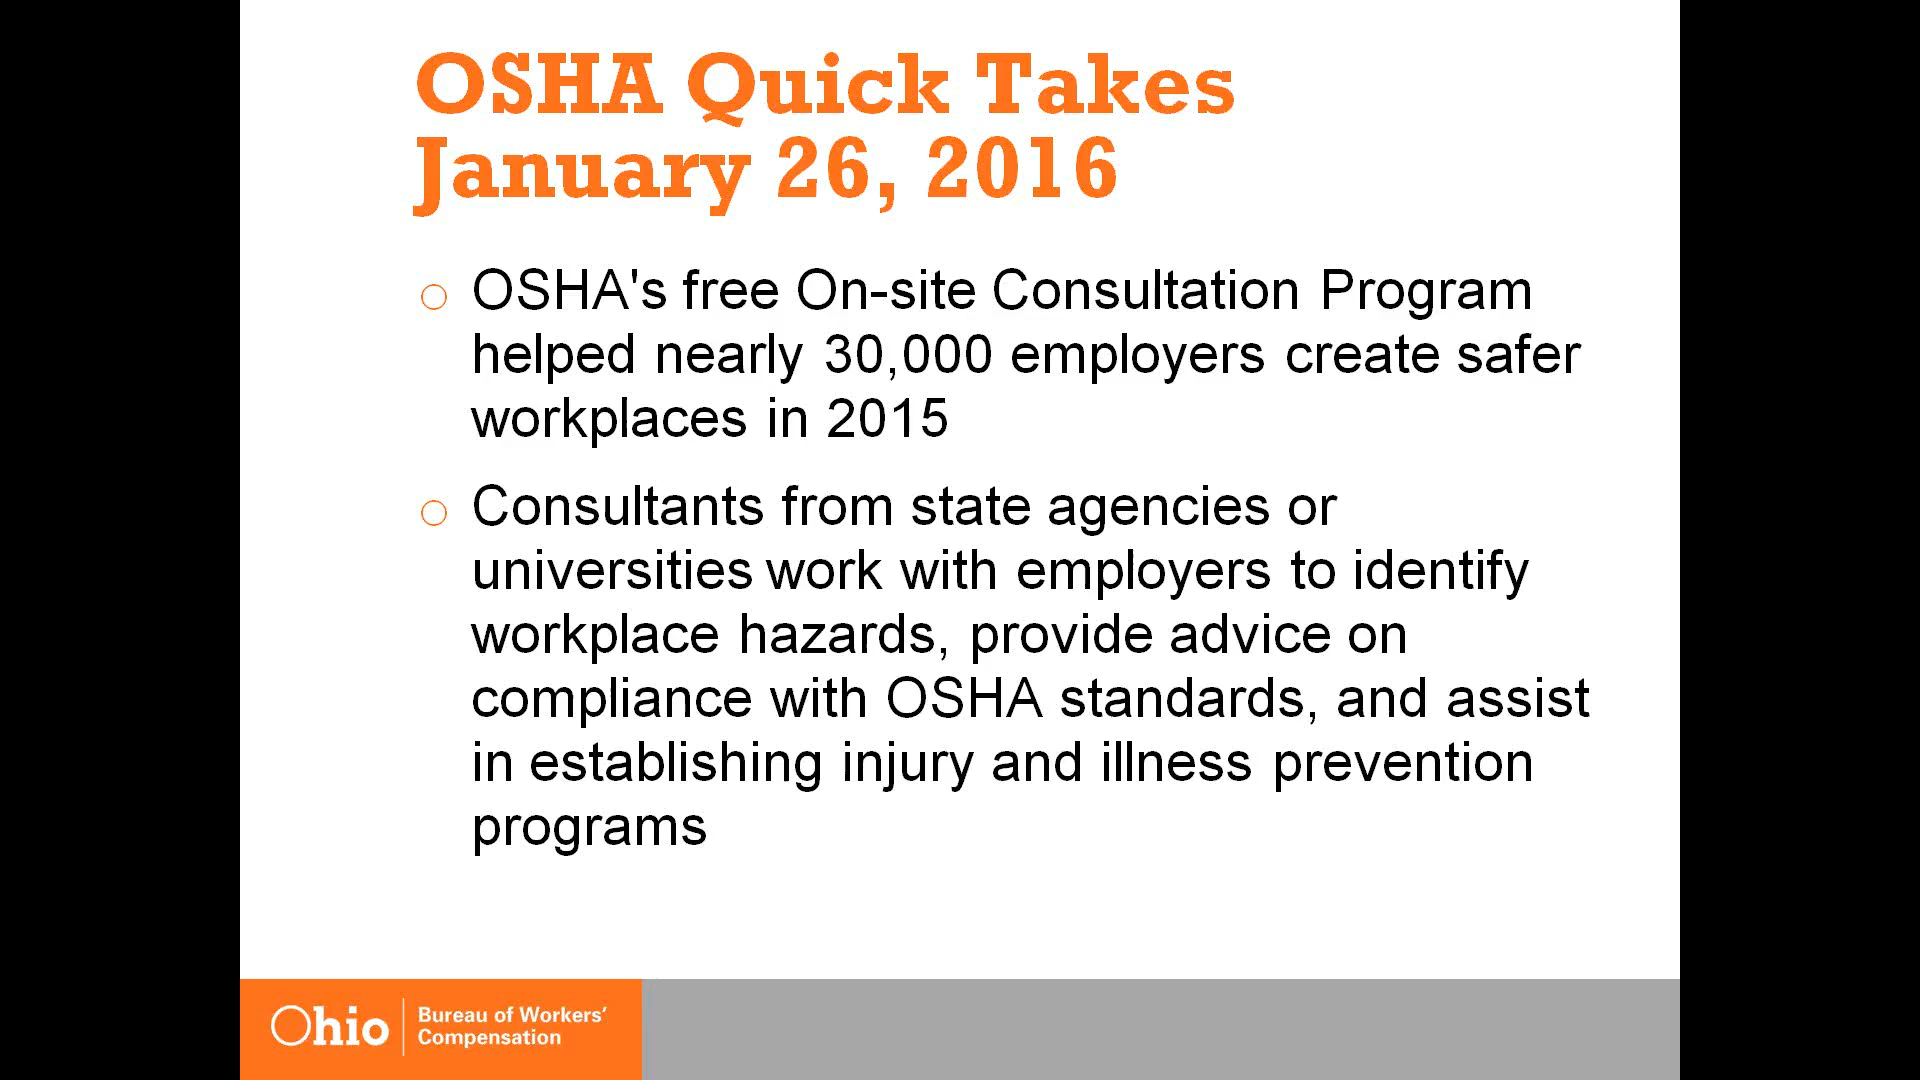 OSHA Quick Takes
January 26, 2016
OSHA's free On-site Consultation Program
helped nearly 30,000 employers create safer
workplaces in 2015
Consultants from state agencies or
universities work with employers to identify
workplace hazards, provide advice on
compliance with OSHA standards, and assist
in establishing injury and illness prevention
programs
Ohio
Bureau of Workers’
Compensation